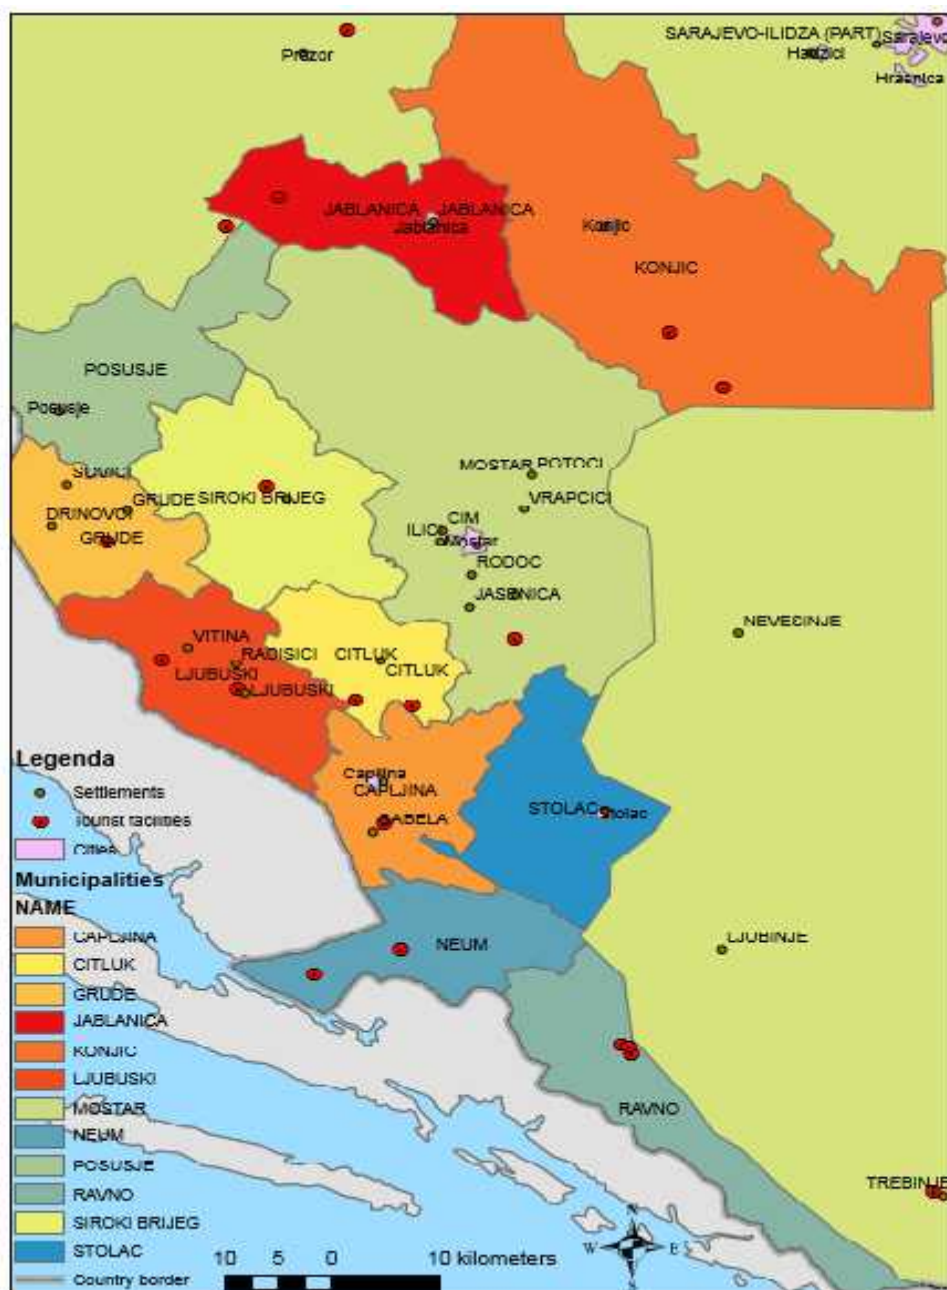 SARAJEVO-ILIDZA (PART)
Sarajevo
Prozor
Hadzici
Hrasnica
JABLANICA JABLANICA
Jablanica
Konjic
KONJIC
POSUSJE
Posusje
MOSTAR POTOCI
SOVICI
GRUDE
SIROKI BRIJEG
VRAPCICI
DRINOVCI
GRUDE
CIM
ILICI
Mostar
RODOC
JASENICA
NEVECINJE
VITINA
RADISICI
CITLUK
CITLUK
LJUBUSKI
LJUBUSKI
Legenda
Settlements
Tourist facilities
Cities
Municipalities
NAME
CAPLJINA
CITLUK
GRUDE
JABLANICA
KONJIC
LJUBUSKI
MOSTAR
NEUM
POSUSJE
RAVNO
SIROKI BRIJEG
STOLAC
Country border
Capljina
CAPLJINA
GABELA
STOLAC
Stolac
NEUM
LJUBINJE
RAVNO
TREBINJE
10 5 0 10 kilometers
N
W E
S